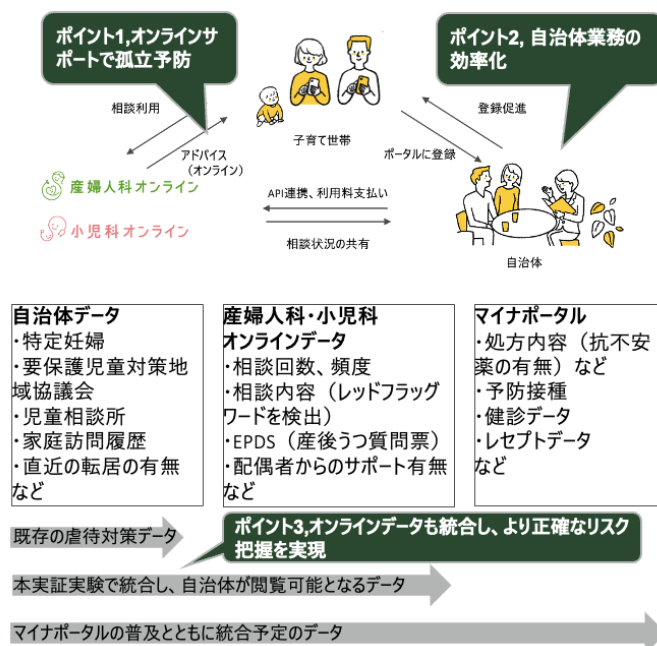 ポイント1,オンラインサ
ポートで孤立予防
ポイント2, 自治体業務の
効率化
相談利用
アドバイス
（オンライン）
子育て世帯
登録促進
ポータルに登録
産婦人科オンライン
小児科オンライン
API連携、利用料支払い
相談状況の共有
自治体
自治体データ
・特定妊婦
・要保護児童対策地
域協議会
・児童相談所
・家庭訪問履歴
・直近の転居の有無
など
産婦人科・小児科
オンラインデータ
・相談回数、頻度
・相談内容（レッドフラッグ
ワードを検出）
・EPDS（産後うつ質問票）
・配偶者からのサポート有無
など
マイナポータル
・処方内容（抗不安
薬の有無）など
・予防接種
・健診データ
・レセプトデータ
など
既存の虐待対策データ
ポイント3,オンラインデータも統合し、より正確なリスク
把握を実現
本実証実験で統合し、自治体が閲覧可能となるデータ
マイナポータルの普及とともに統合予定のデータ